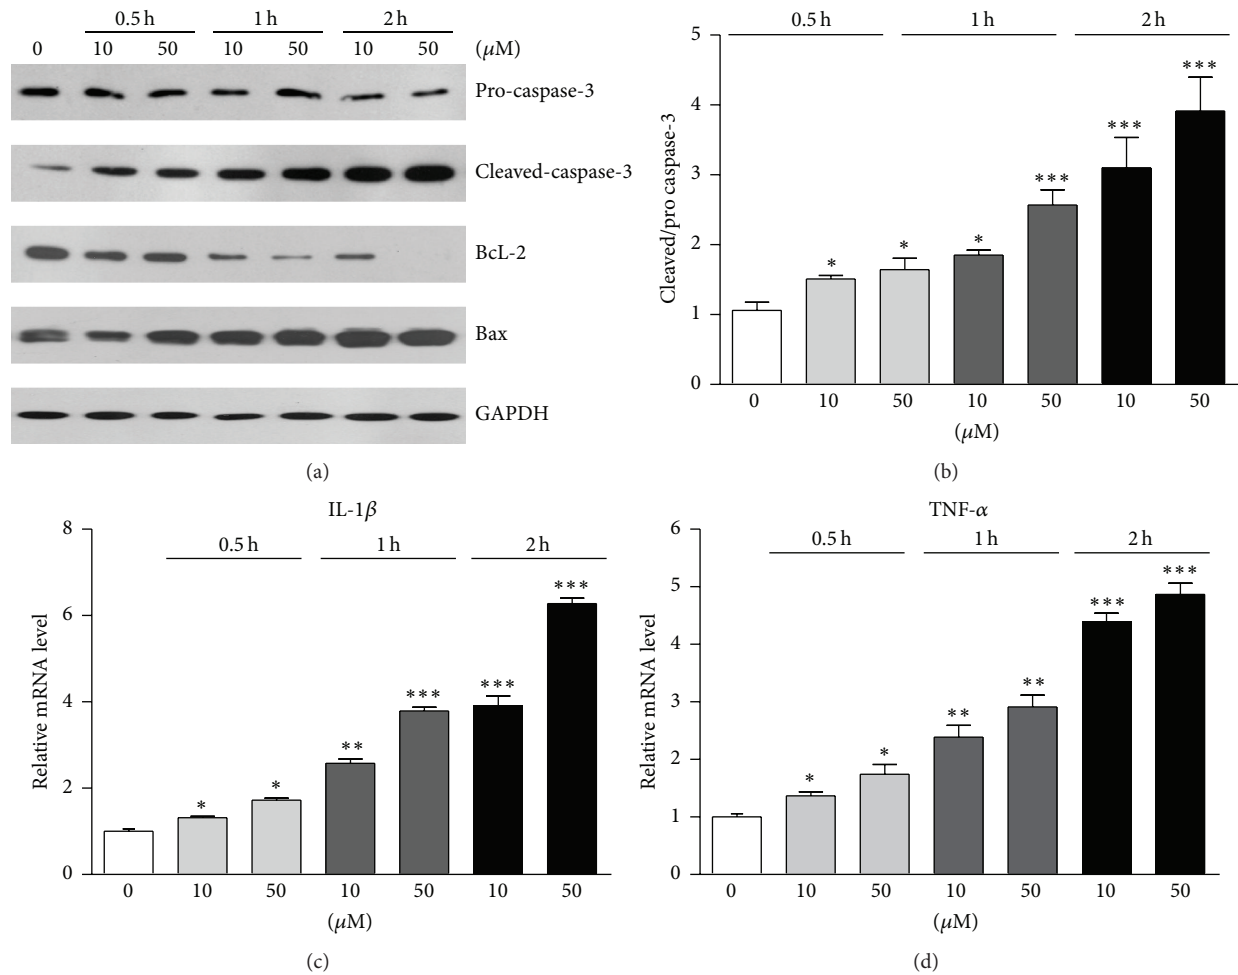 0.5 h 1 h 2 h
0 10 50 10 50 10 50 (μM)
Pro-caspase-3
Cleaved-caspase-3
BcL-2
Bax
GAPDH
(a)
0.5 h 1 h 2 h
Cleaved/pro caspase-3
5
4
3
2
1
0
* * * *** *** ***
0 10 50 10 50 10 50
(μM)
(b)
IL-1β
0.5 h 1 h 2 h
Relative mRNA level
8
6
4
2
0
* * ** *** *** ***
0 10 50 10 50 10 50
(μM)
(c)
TNF-α
0.5 h 1 h 2 h
Relative mRNA level
6
5
4
3
2
1
0
* * ** ** *** ***
0 10 50 10 50 10 50
(μM)
(d)